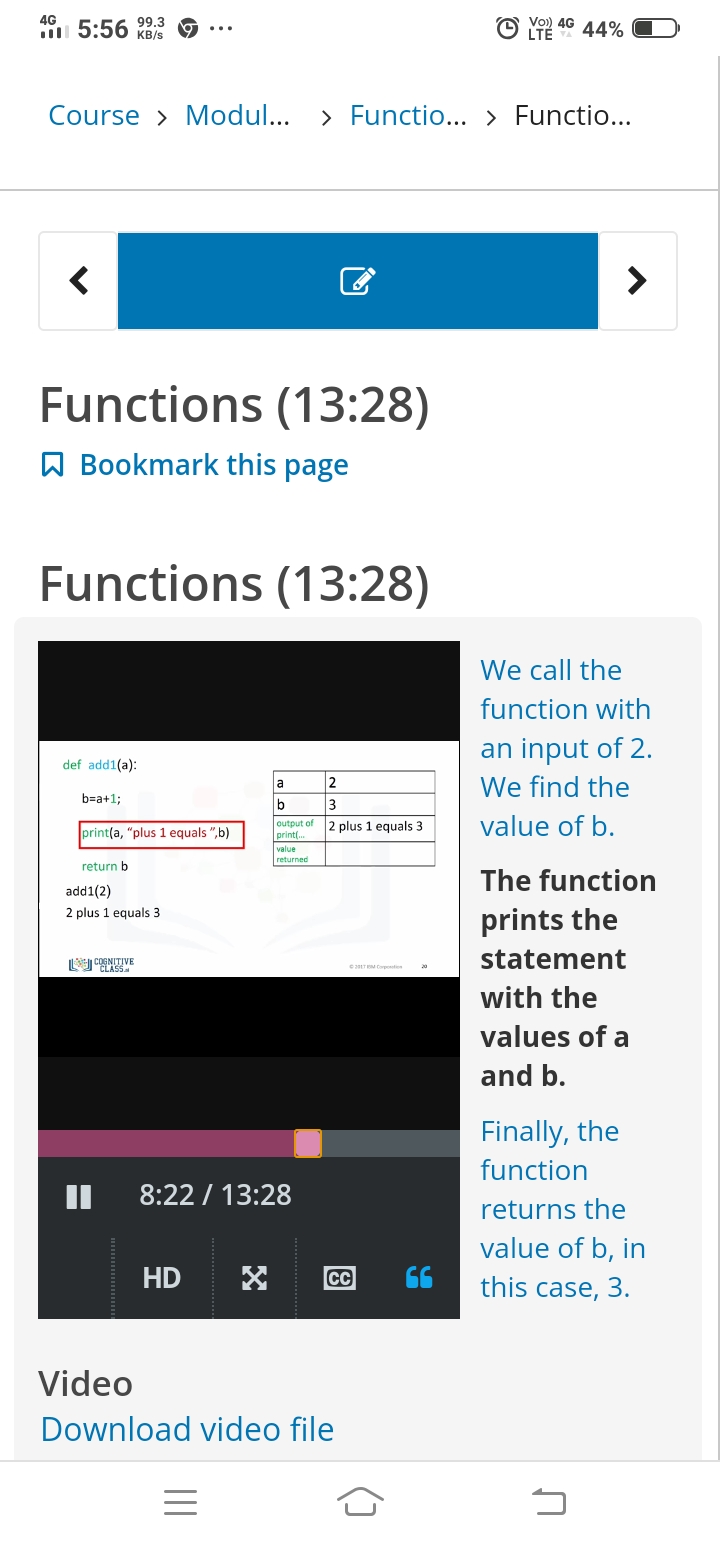 4G 5:56 99.3 KB/s ... Vo)) LTE 4G 44%
Course > Modul... > Functio... > Functio...
Functions (13:28)
Bookmark this page
Functions (13:28)
def add1(a):
b=a+1;
print(a, “plus 1 equals ”,b)
return b
add1(2)
2 plus 1 equals 3
a 2
b 3
output of print(... 2 plus 1 equals 3
value returned
COGNITIVE
CLASS.ai
© 2017 IBM Corporation 20
We call the
function with
an input of 2.
We find the
value of b.
The function
prints the
statement
with the
values of a
and b.
Finally, the
function
returns the
value of b, in
this case, 3.
8:22 / 13:28
HD CC
Video
Download video file